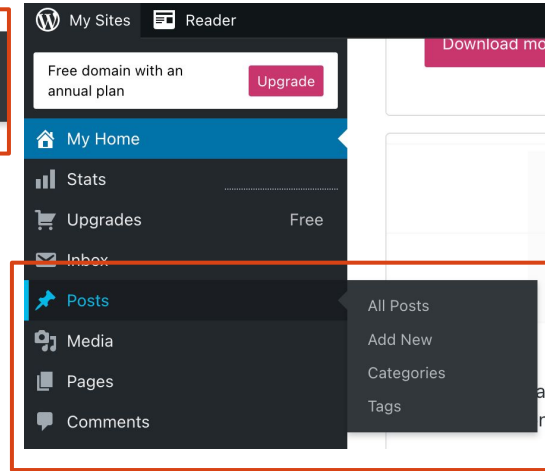 My Sites Reader
Download mo
Free domain with an
annual plan
Upgrade
My Home
Stats
Upgrades Free
Inbox
Posts
Media
Pages
Comments
All Posts
Add New
Categories
Tags